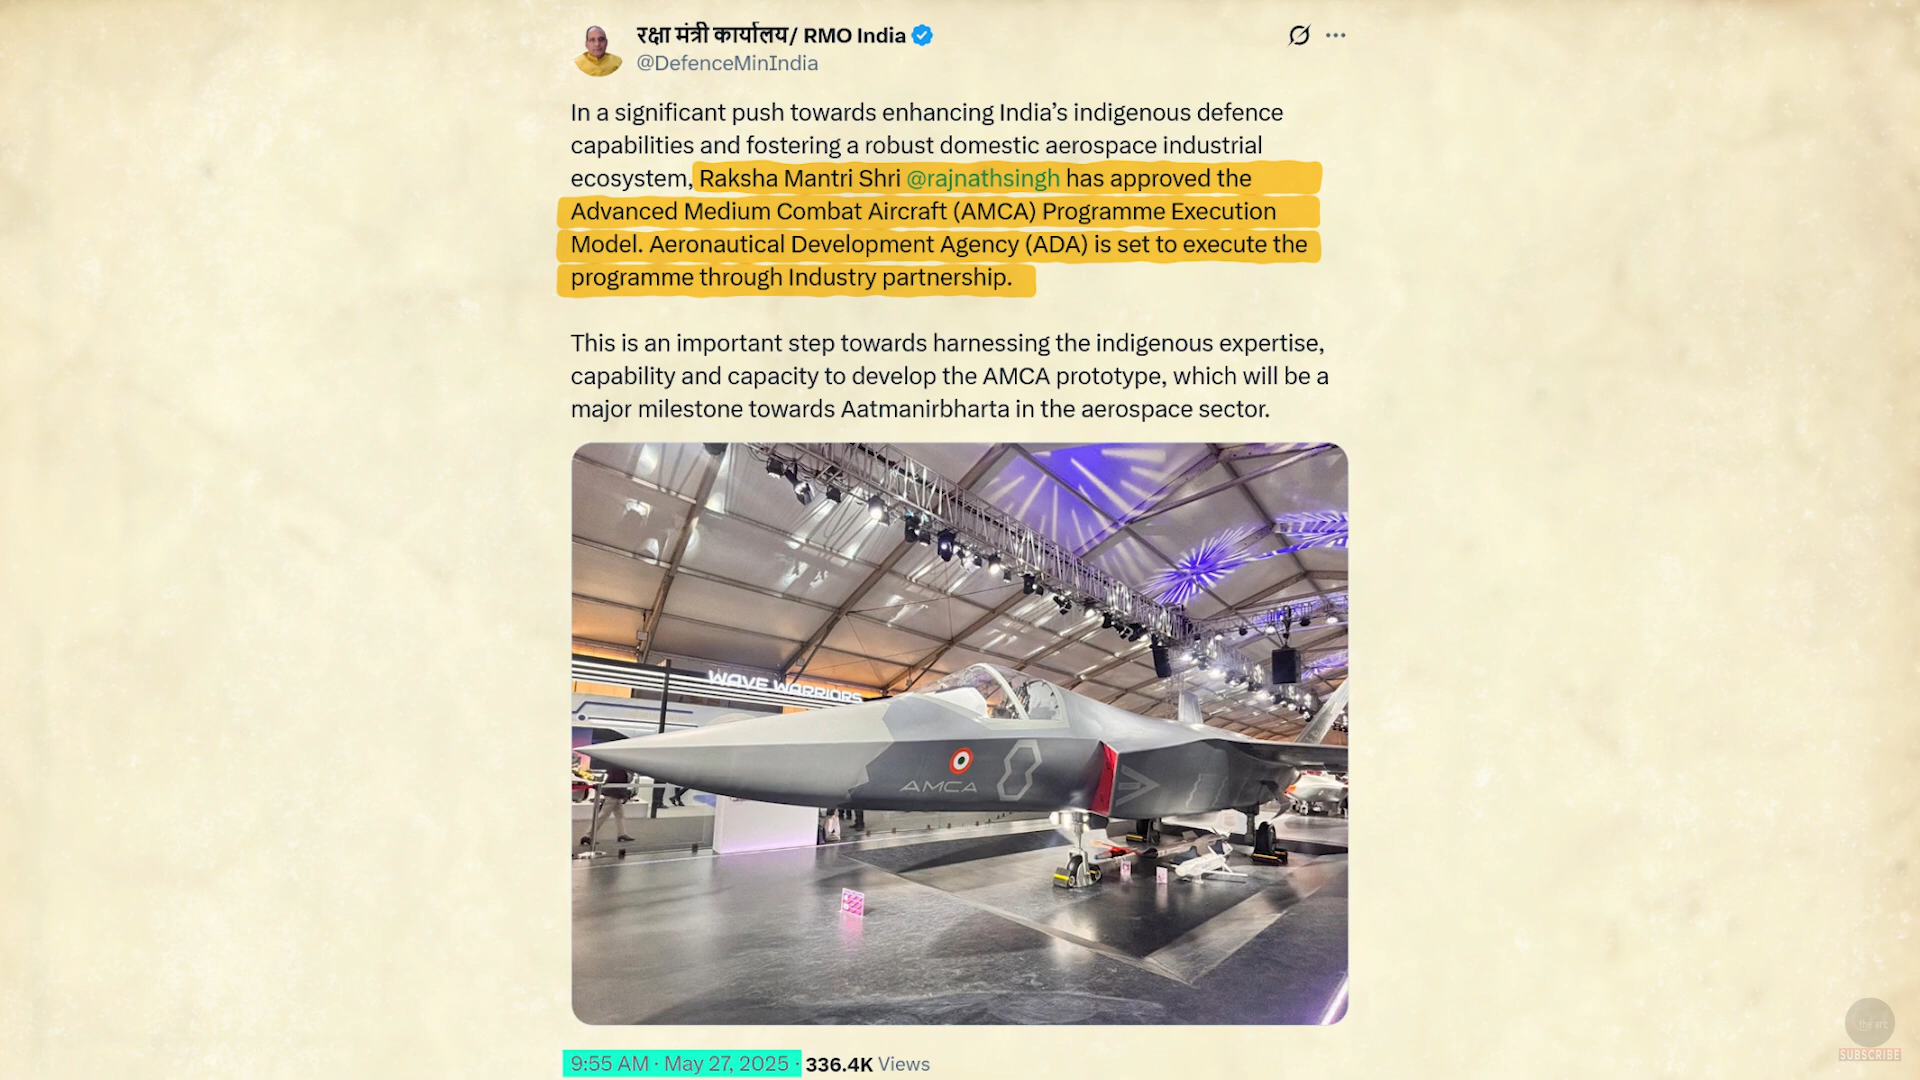 रक्षा मंत्री कार्यालय/ RMO India
@DefenceMinIndia
In a significant push towards enhancing India’s indigenous defence
capabilities and fostering a robust domestic aerospace industrial
ecosystem, Raksha Mantri Shri @rajnathsingh has approved the
Advanced Medium Combat Aircraft (AMCA) Programme Execution
Model. Aeronautical Development Agency (ADA) is set to execute the
programme through Industry partnership.
This is an important step towards harnessing the indigenous expertise,
capability and capacity to develop the AMCA prototype, which will be a
major milestone towards Aatmanirbharta in the aerospace sector.
WAVE WARRIORS
AMCA
9:55 AM · May 27, 2025 · 336.4K Views
the art
SUBSCRIBE